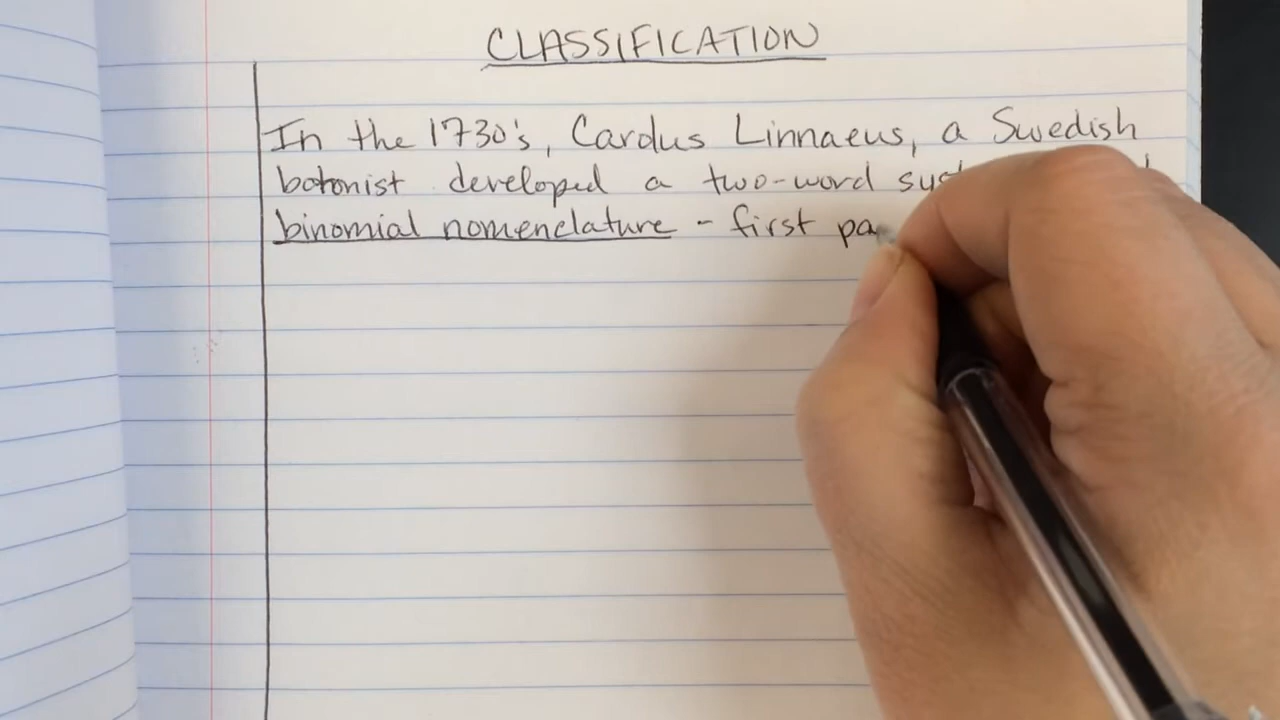 CLASSIFICATION
In the 1730's, Carolus Linnaeus, a Swedish
botonist developed a two-word
binomial nomenclature - first